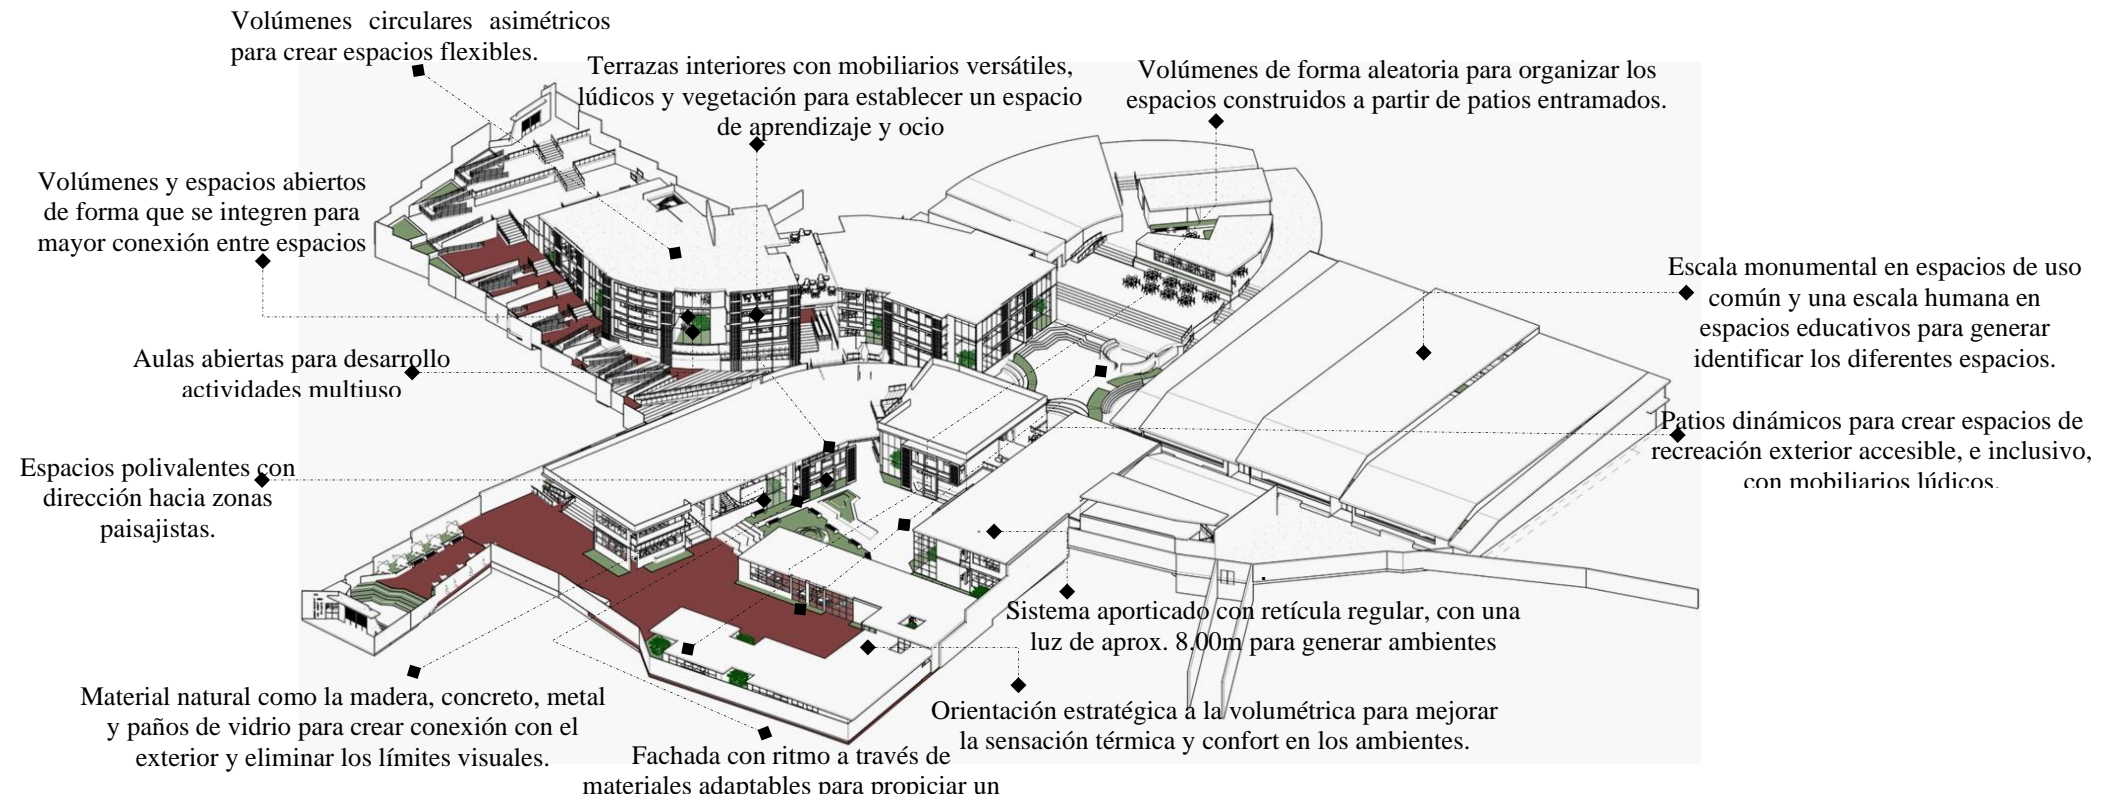 Volúmenes circulares asimétricos
para crear espacios flexibles.
Terrazas interiores con mobiliarios versátiles,
lúdicos y vegetación para establecer un espacio
de aprendizaje y ocio
Volúmenes de forma aleatoria para organizar los
espacios construidos a partir de patios entramados.
Volúmenes y espacios abiertos
de forma que se integren para
mayor conexión entre espacios
Escala monumental en espacios de uso
común y una escala humana en
espacios educativos para generar
identificar los diferentes espacios.
Aulas abiertas para desarrollo
actividades multiuso
Patios dinámicos para crear espacios de
recreación exterior accesible, e inclusivo,
con mobiliarios lúdicos.
Espacios polivalentes con
dirección hacia zonas
paisajistas.
Sistema aporticado con retícula regular, con una
luz de aprox. 8.00m para generar ambientes
Material natural como la madera, concreto, metal
y paños de vidrio para crear conexión con el
exterior y eliminar los límites visuales.
Orientación estratégica a la volumétrica para mejorar
la sensación térmica y confort en los ambientes.
Fachada con ritmo a través de
materiales adaptables para propiciar un